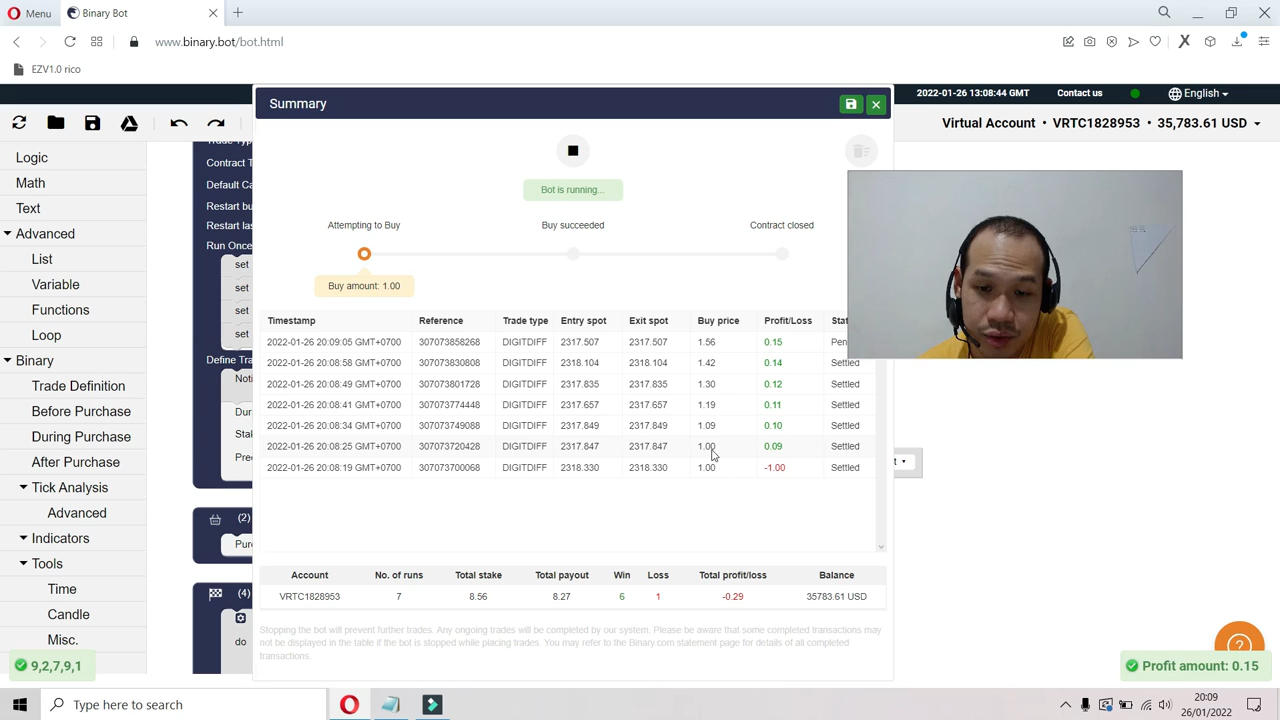 Menu
Binary Bot
www.binary.bot/bot.html
EZV1.0 rico
2022-01-26 13:08:44 GMT
Contact us
English
Virtual Account • VRTC1828953 • 35,783.61 USD
Summary
Logic
Math
Text
Advanced
List
Variable
Functions
Loop
Binary
Trade Definition
Before Purchase
During Purchase
After Purchase
Tick Analysis
Advanced
Indicators
Tools
Time
Candle
Misc.
Contract T
Default Ca
Restart bu
Restart las
Run Once
set
set
set
set
Define Tra
Noti
Dur
Stak
Pre
(2)
Pur
(4)
do
Bot is running...
Attempting to Buy
Buy succeeded
Contract closed
Buy amount: 1.00
Timestamp Reference Trade type Entry spot Exit spot Buy price Profit/Loss Stat
2022-01-26 20:09:05 GMT+0700 307073858268 DIGITDIFF 2317.507 2317.507 1.56 0.15 Pen
2022-01-26 20:08:58 GMT+0700 307073830808 DIGITDIFF 2318.104 2318.104 1.42 0.14 Settled
2022-01-26 20:08:49 GMT+0700 307073801728 DIGITDIFF 2317.835 2317.835 1.30 0.12 Settled
2022-01-26 20:08:41 GMT+0700 307073774448 DIGITDIFF 2317.657 2317.657 1.19 0.11 Settled
2022-01-26 20:08:34 GMT+0700 307073749088 DIGITDIFF 2317.849 2317.849 1.09 0.10 Settled
2022-01-26 20:08:25 GMT+0700 307073720428 DIGITDIFF 2317.847 2317.847 1.00 0.09 Settled
2022-01-26 20:08:19 GMT+0700 307073700068 DIGITDIFF 2318.330 2318.330 1.00 -1.00 Settled
Account No. of runs Total stake Total payout Win Loss Total profit/loss Balance
VRTC1828953 7 8.56 8.27 6 1 -0.29 35783.61 USD
Stopping the bot will prevent further trades. Any ongoing trades will be completed by our system. Please be aware that some completed transactions may
not be displayed in the table if the bot is stopped while placing trades. You may refer to the Binary.com statement page for details of all completed
transactions.
9,2,7,9,1
Profit amount: 0.15
Type here to search
20:09
26/01/2022